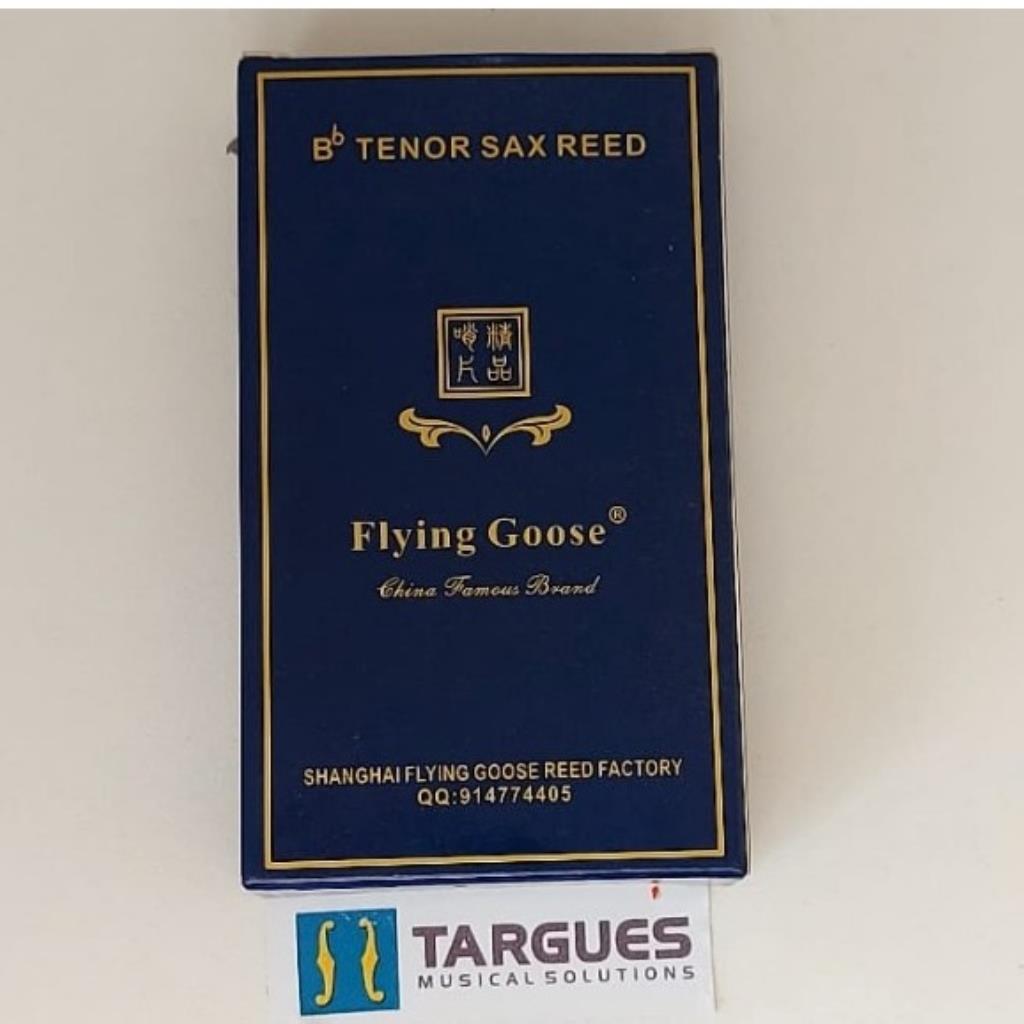 B♭ TENOR SAX REED
精品
哨片
Flying Goose®
China Famous Brand
SHANGHAI FLYING GOOSE REED FACTORY
QQ:914774405
TARGUES
MUSICAL SOLUTIONS